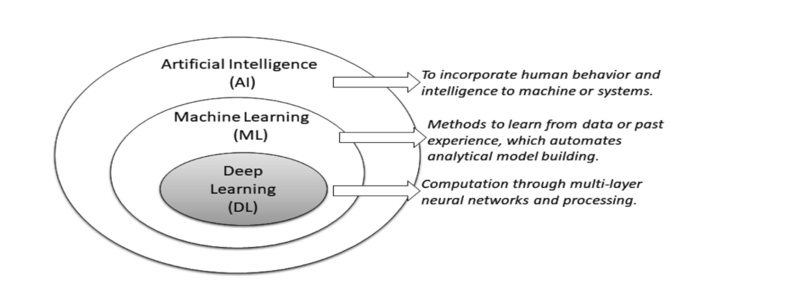 Artificial Intelligence
(AI)
To incorporate human behavior and
intelligence to machine or systems.
Machine Learning
(ML)
Methods to learn from data or past
experience, which automates
analytical model building.
Deep
Learning
(DL)
Computation through multi-layer
neural networks and processing.